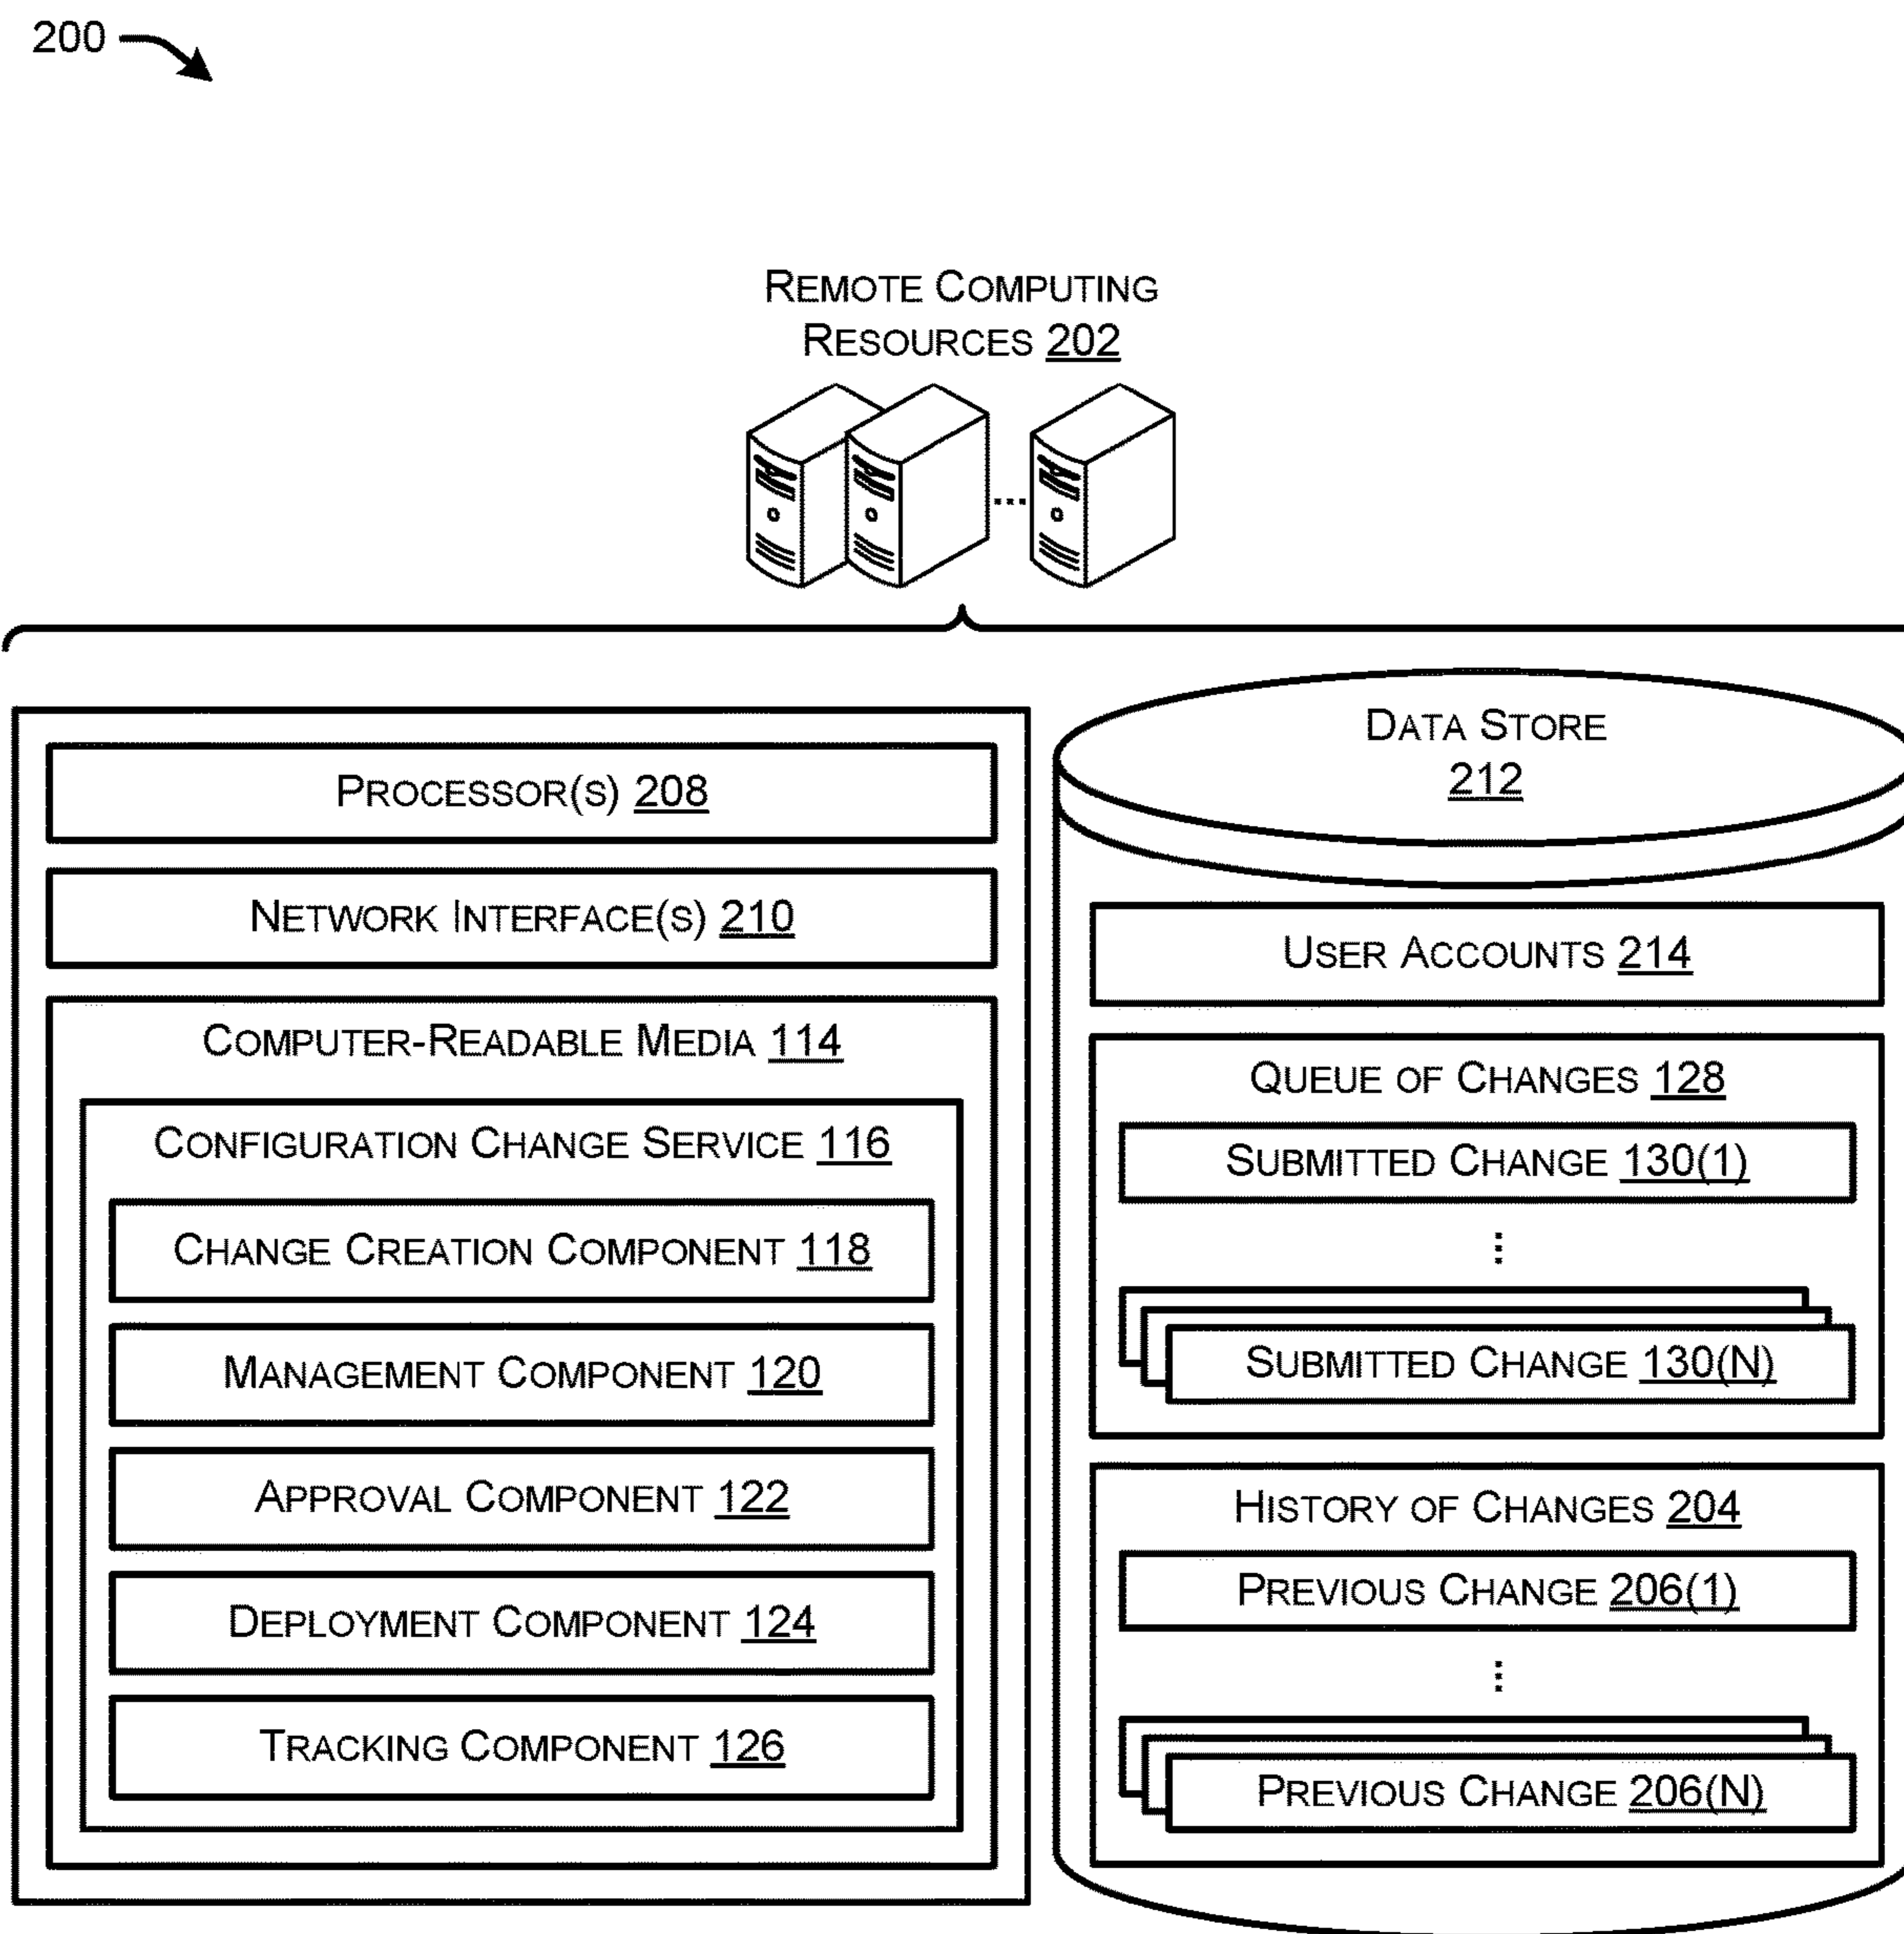 200
REMOTE COMPUTING
RESOURCES 202
PROCESSOR(S) 208
NETWORK INTERFACE(S) 210
COMPUTER-READABLE MEDIA 114
CONFIGURATION CHANGE SERVICE 116
CHANGE CREATION COMPONENT 118
MANAGEMENT COMPONENT 120
APPROVAL COMPONENT 122
DEPLOYMENT COMPONENT 124
TRACKING COMPONENT 126
DATA STORE
212
USER ACCOUNTS 214
QUEUE OF CHANGES 128
SUBMITTED CHANGE 130(1)
...
SUBMITTED CHANGE 130(N)
HISTORY OF CHANGES 204
PREVIOUS CHANGE 206(1)
...
PREVIOUS CHANGE 206(N)